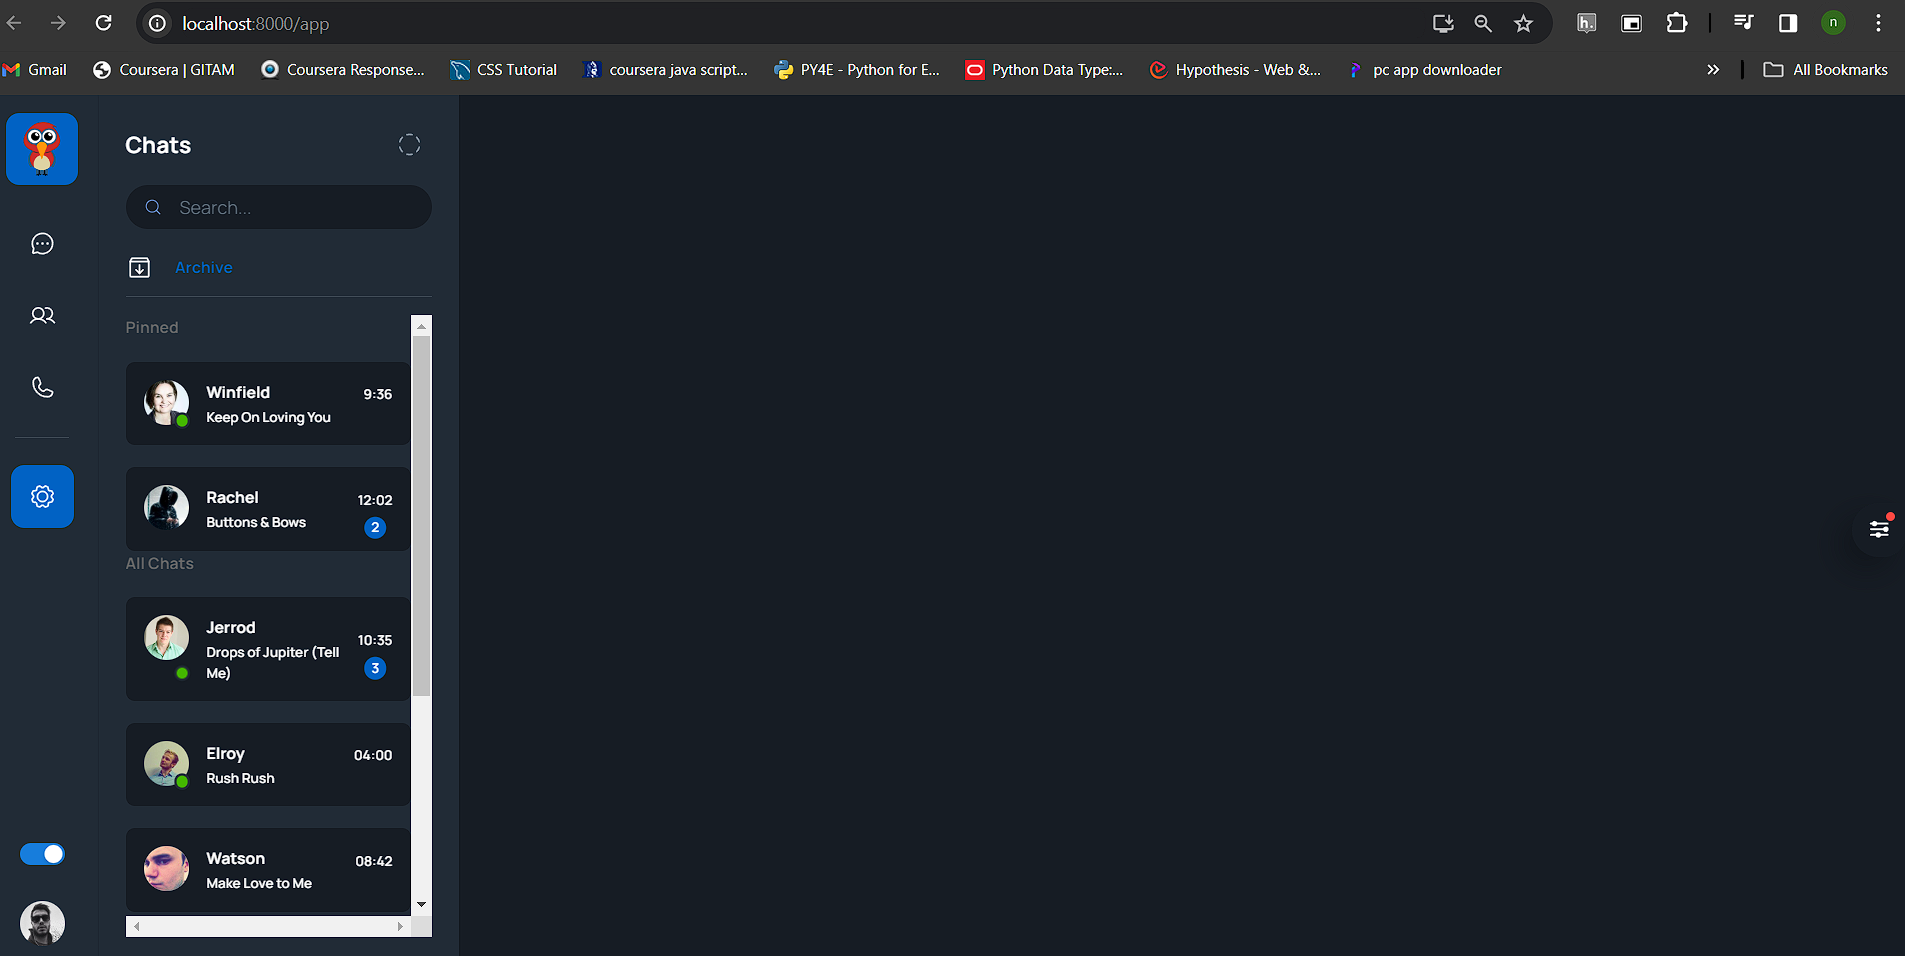 localhost:8000/app
h.
n
Gmail
Coursera | GITAM
Coursera Response...
CSS Tutorial
coursera java script...
PY4E - Python for E...
Python Data Type:...
Hypothesis - Web &...
pc app downloader
All Bookmarks
Chats
Search...
Archive
Pinned
Winfield 9:36
Keep On Loving You
Rachel 12:02
Buttons & Bows 2
All Chats
Jerrod 10:35
Drops of Jupiter (Tell
Me) 3
Elroy 04:00
Rush Rush
Watson 08:42
Make Love to Me